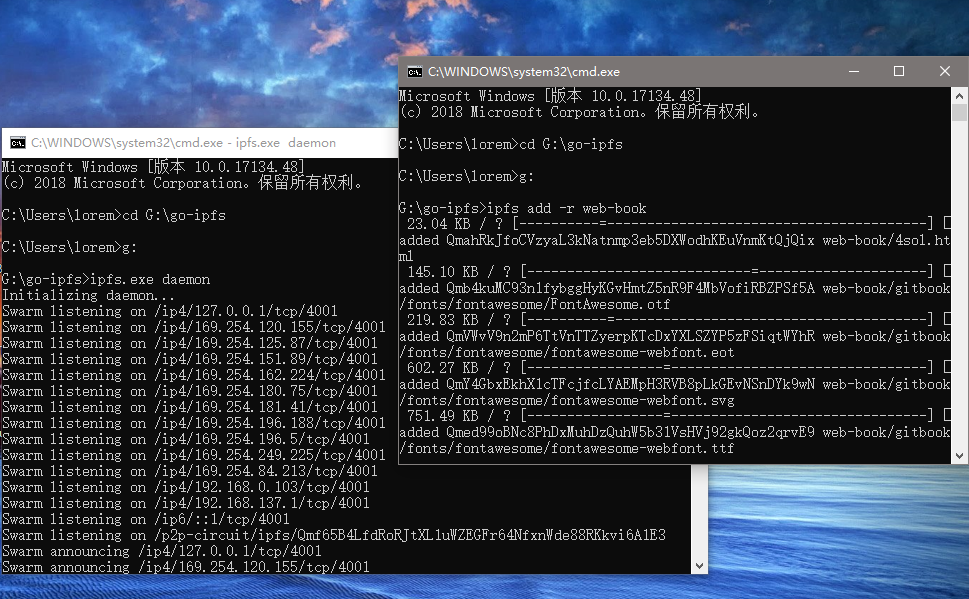 C:\WINDOWS\system32\cmd.exe - ipfs.exe  daemon
Microsoft Windows [版本 10.0.17134.48]
(c) 2018 Microsoft Corporation。保留所有权利。
C:\Users\lorem>cd G:\go-ipfs
C:\Users\lorem>g:
G:\go-ipfs>ipfs.exe daemon
Initializing daemon...
Swarm listening on /ip4/127.0.0.1/tcp/4001
Swarm listening on /ip4/169.254.120.155/tcp/4001
Swarm listening on /ip4/169.254.125.87/tcp/4001
Swarm listening on /ip4/169.254.151.89/tcp/4001
Swarm listening on /ip4/169.254.162.224/tcp/4001
Swarm listening on /ip4/169.254.180.75/tcp/4001
Swarm listening on /ip4/169.254.181.41/tcp/4001
Swarm listening on /ip4/169.254.196.188/tcp/4001
Swarm listening on /ip4/169.254.196.5/tcp/4001
Swarm listening on /ip4/169.254.249.225/tcp/4001
Swarm listening on /ip4/169.254.84.213/tcp/4001
Swarm listening on /ip4/192.168.0.103/tcp/4001
Swarm listening on /ip4/192.168.137.1/tcp/4001
Swarm listening on /ip6/::1/tcp/4001
Swarm listening on /p2p-circuit/ipfs/Qmf65B4LfdRoRJtXL1uWZEGFr64NfxnWde88RKkvi6A1E3
Swarm announcing /ip4/127.0.0.1/tcp/4001
Swarm announcing /ip4/169.254.120.155/tcp/4001
C:\WINDOWS\system32\cmd.exe
Microsoft Windows [版本 10.0.17134.48]
(c) 2018 Microsoft Corporation。保留所有权利。
C:\Users\lorem>cd G:\go-ipfs
C:\Users\lorem>g:
G:\go-ipfs>ipfs add -r web-book
23.04 KB / ? [-----------=-----------------------------------------]
added QmahRkJfoCVzyaL3kNatnmp3eb5DXWodhKEuVnmKtQjQix web-book/4sol.ht
ml
145.10 KB / ? [-----------------------------=----------------------]
added Qmb4kuMC93n1fybggHyKGvHmtZ5nR9F4MbVofiRBZPSf5A web-book/gitbook
/fonts/fontawesome/FontAwesome.otf
219.83 KB / ? [-----------=----------------------------------------]
added QmVWvV9n2mP6TtVnTTZyerpKTcDxYXLSZYP5zFSiqtWYhR web-book/gitbook
/fonts/fontawesome/fontawesome-webfont.eot
602.27 KB / ? [------------------=---------------------------------]
added QmY4GbxEkhX1cTFcjfcLYAEMpH3RVB8pLkGEvNSnDYk9wN web-book/gitbook
/fonts/fontawesome/fontawesome-webfont.svg
751.49 KB / ? [------------------=---------------------------------]
added Qmed99oBNc8PhDxMuhDzQuhW5b31VsHVj92gkQoz2qrvE9 web-book/gitbook
/fonts/fontawesome/fontawesome-webfont.ttf